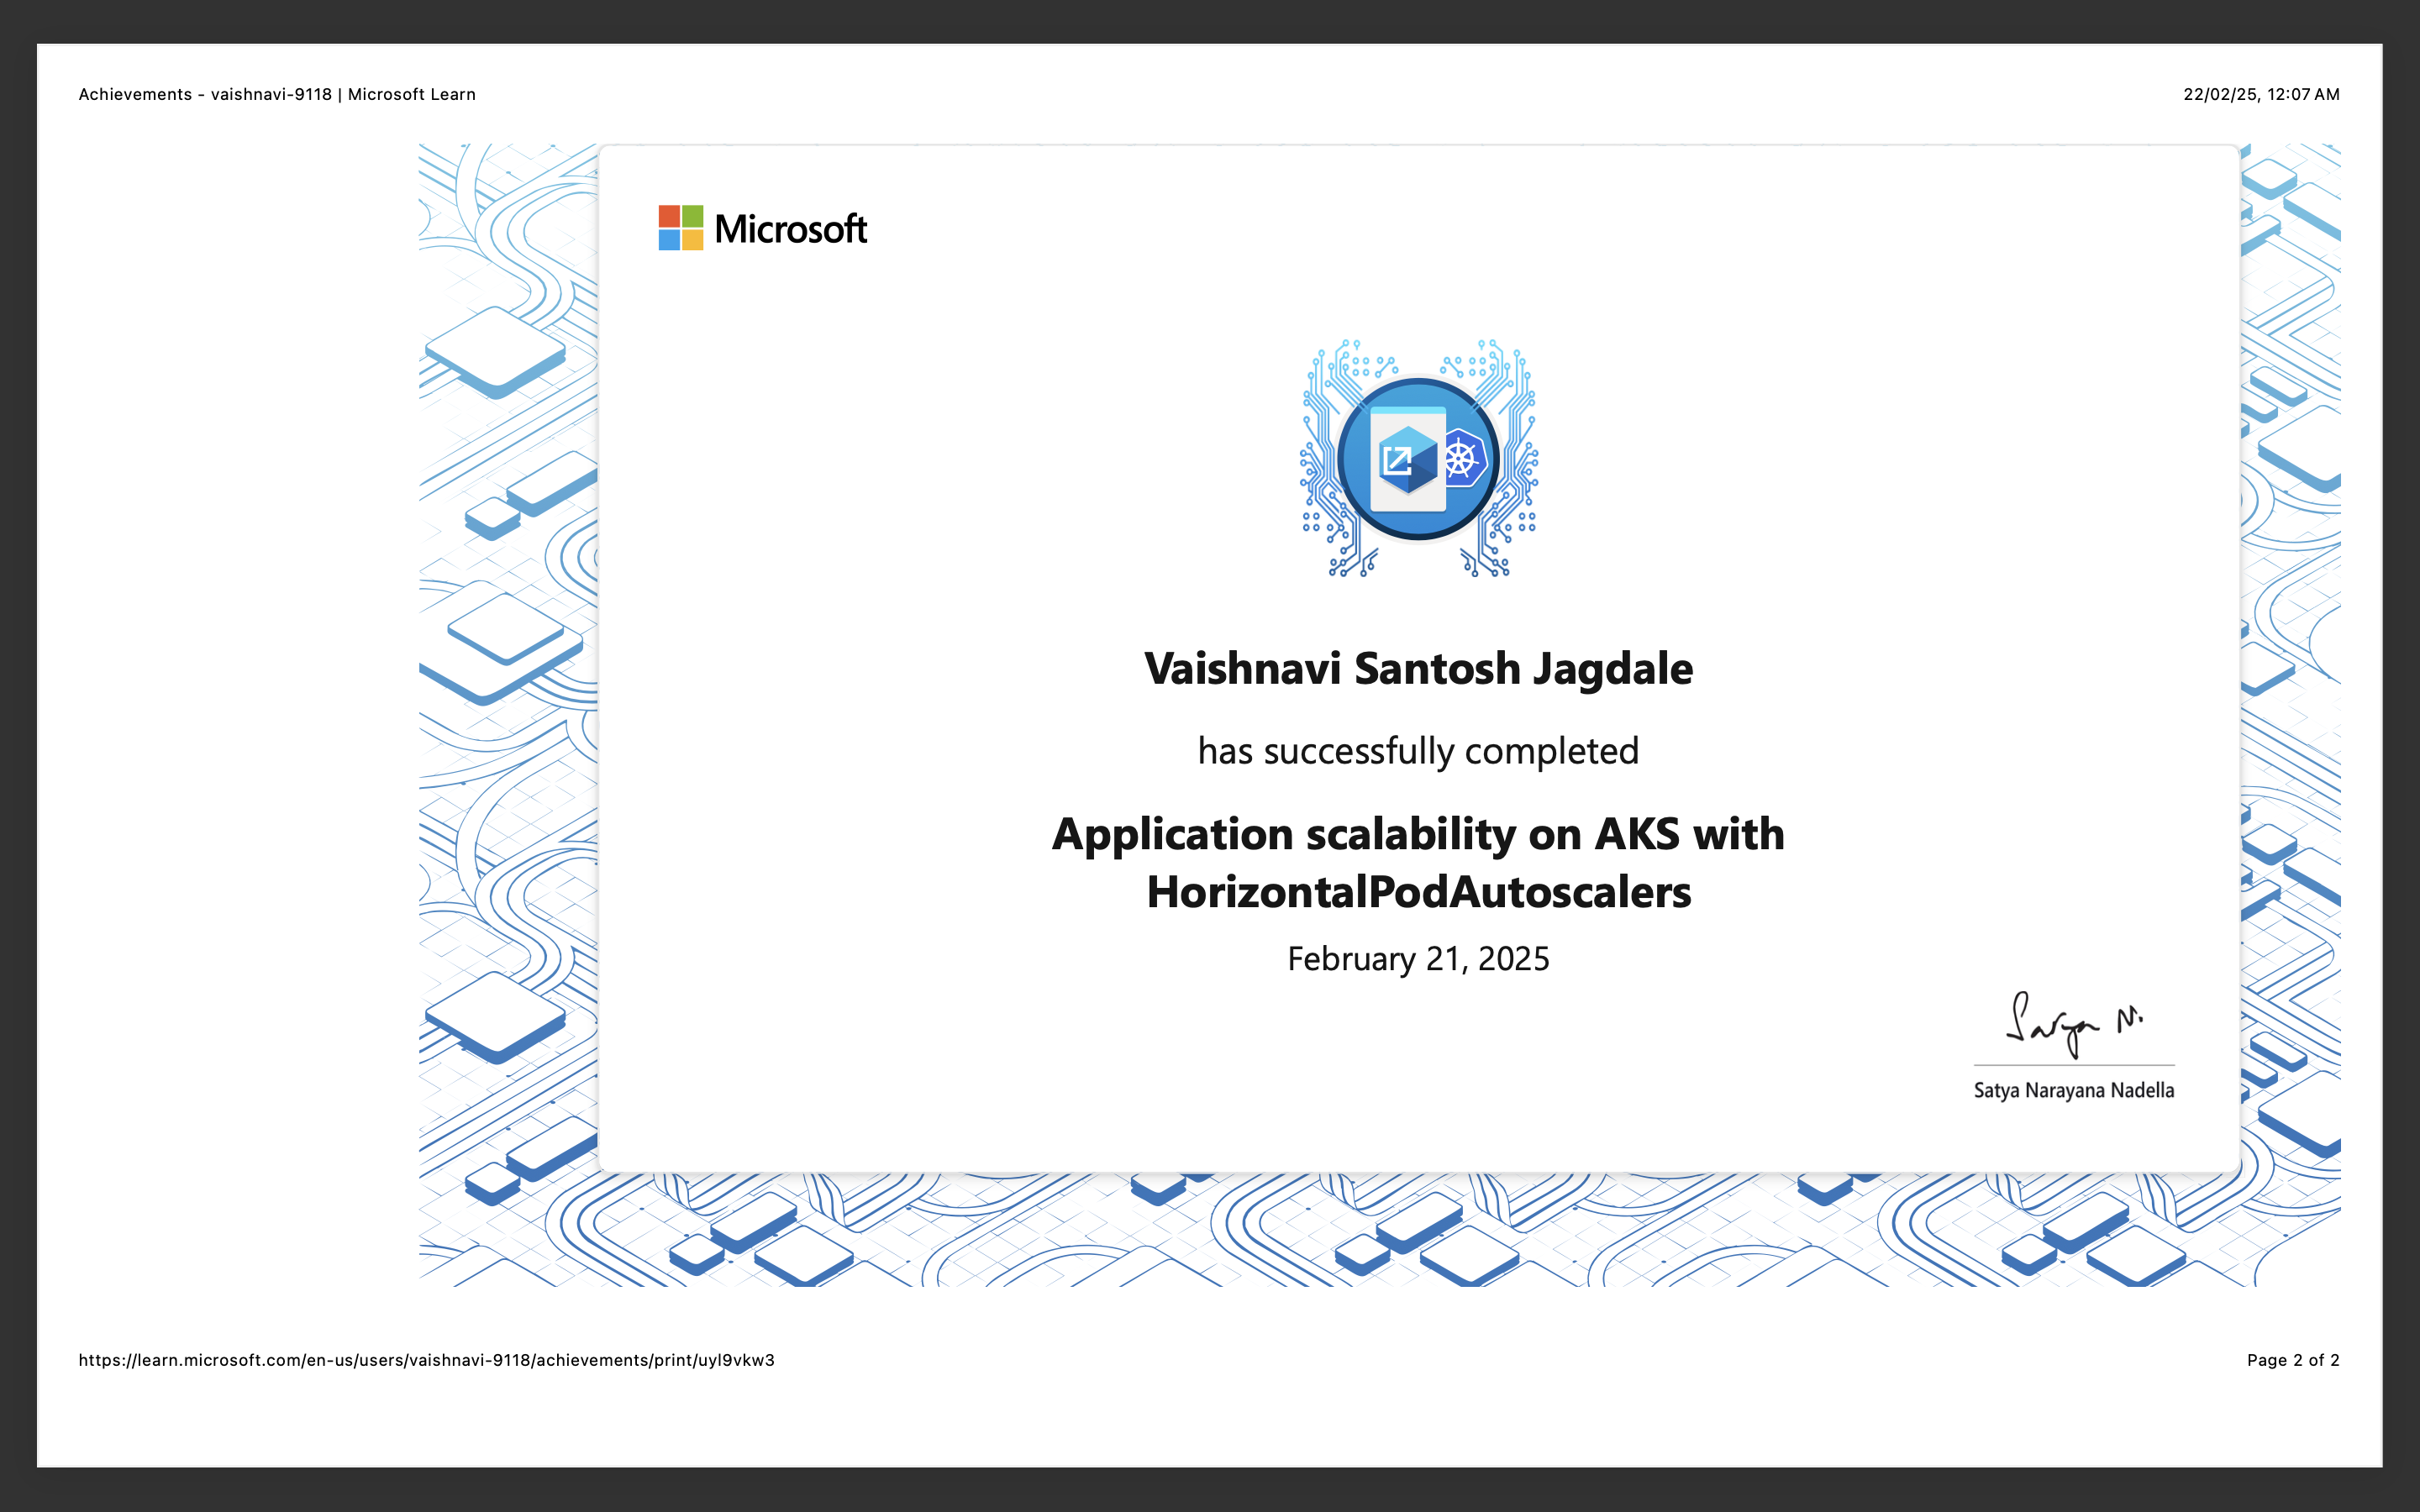 Achievements - vaishnavi-9118 | Microsoft Learn
22/02/25, 12:07 AM
Microsoft
Vaishnavi Santosh Jagdale
has successfully completed
Application scalability on AKS with
HorizontalPodAutoscalers
February 21, 2025
Satya N.
Satya Narayana Nadella
https://learn.microsoft.com/en-us/users/vaishnavi-9118/achievements/print/uyl9vkw3
Page 2 of 2